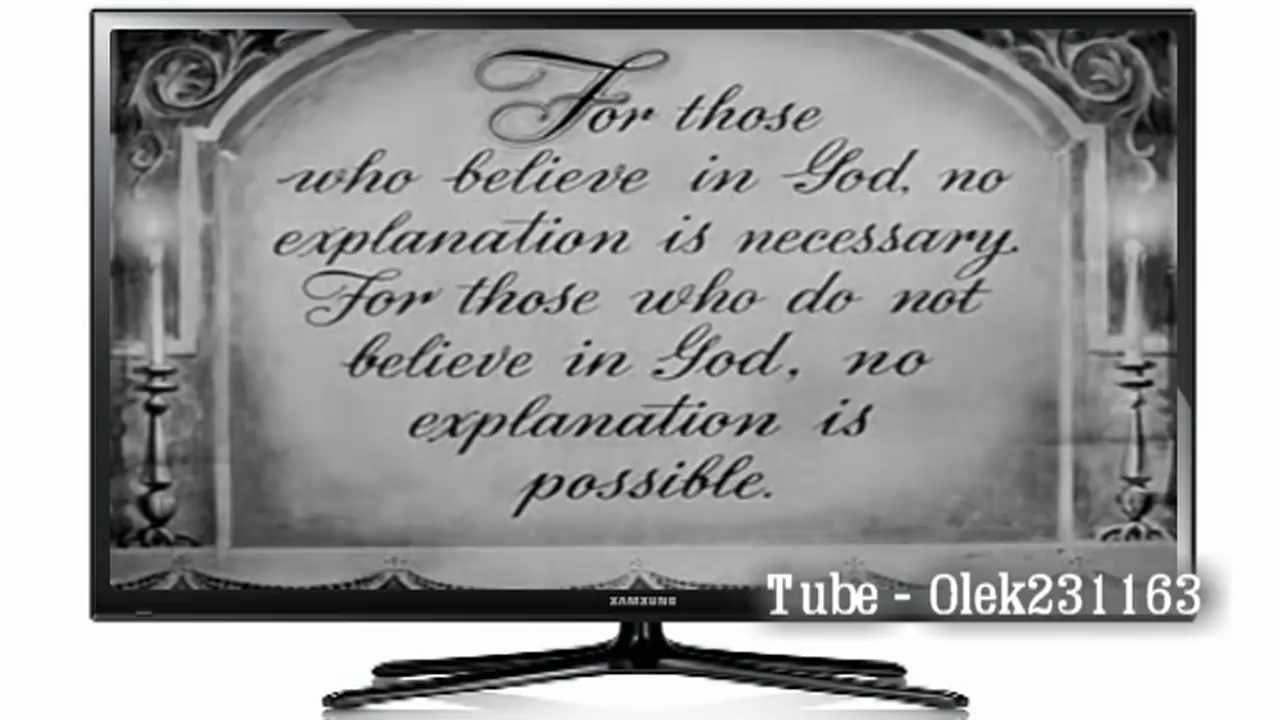 For those
who believe in God, no
explanation is necessary.
For those who do not
believe in God, no
explanation is
possible.
XAMXUNG
Tube - Olek231163